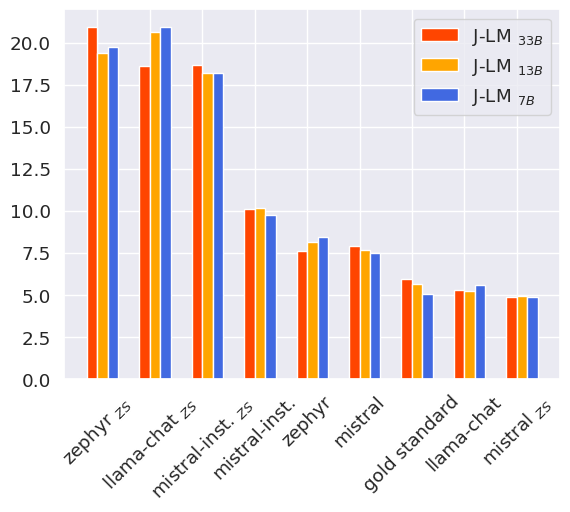 20.0
17.5
15.0
12.5
10.0
7.5
5.0
2.5
0.0
J-LM 33B
J-LM 13B
J-LM 7B
zephyr ZS
llama-chat ZS
mistral-inst. ZS
mistral-inst.
zephyr
mistral
gold standard
llama-chat
mistral ZS